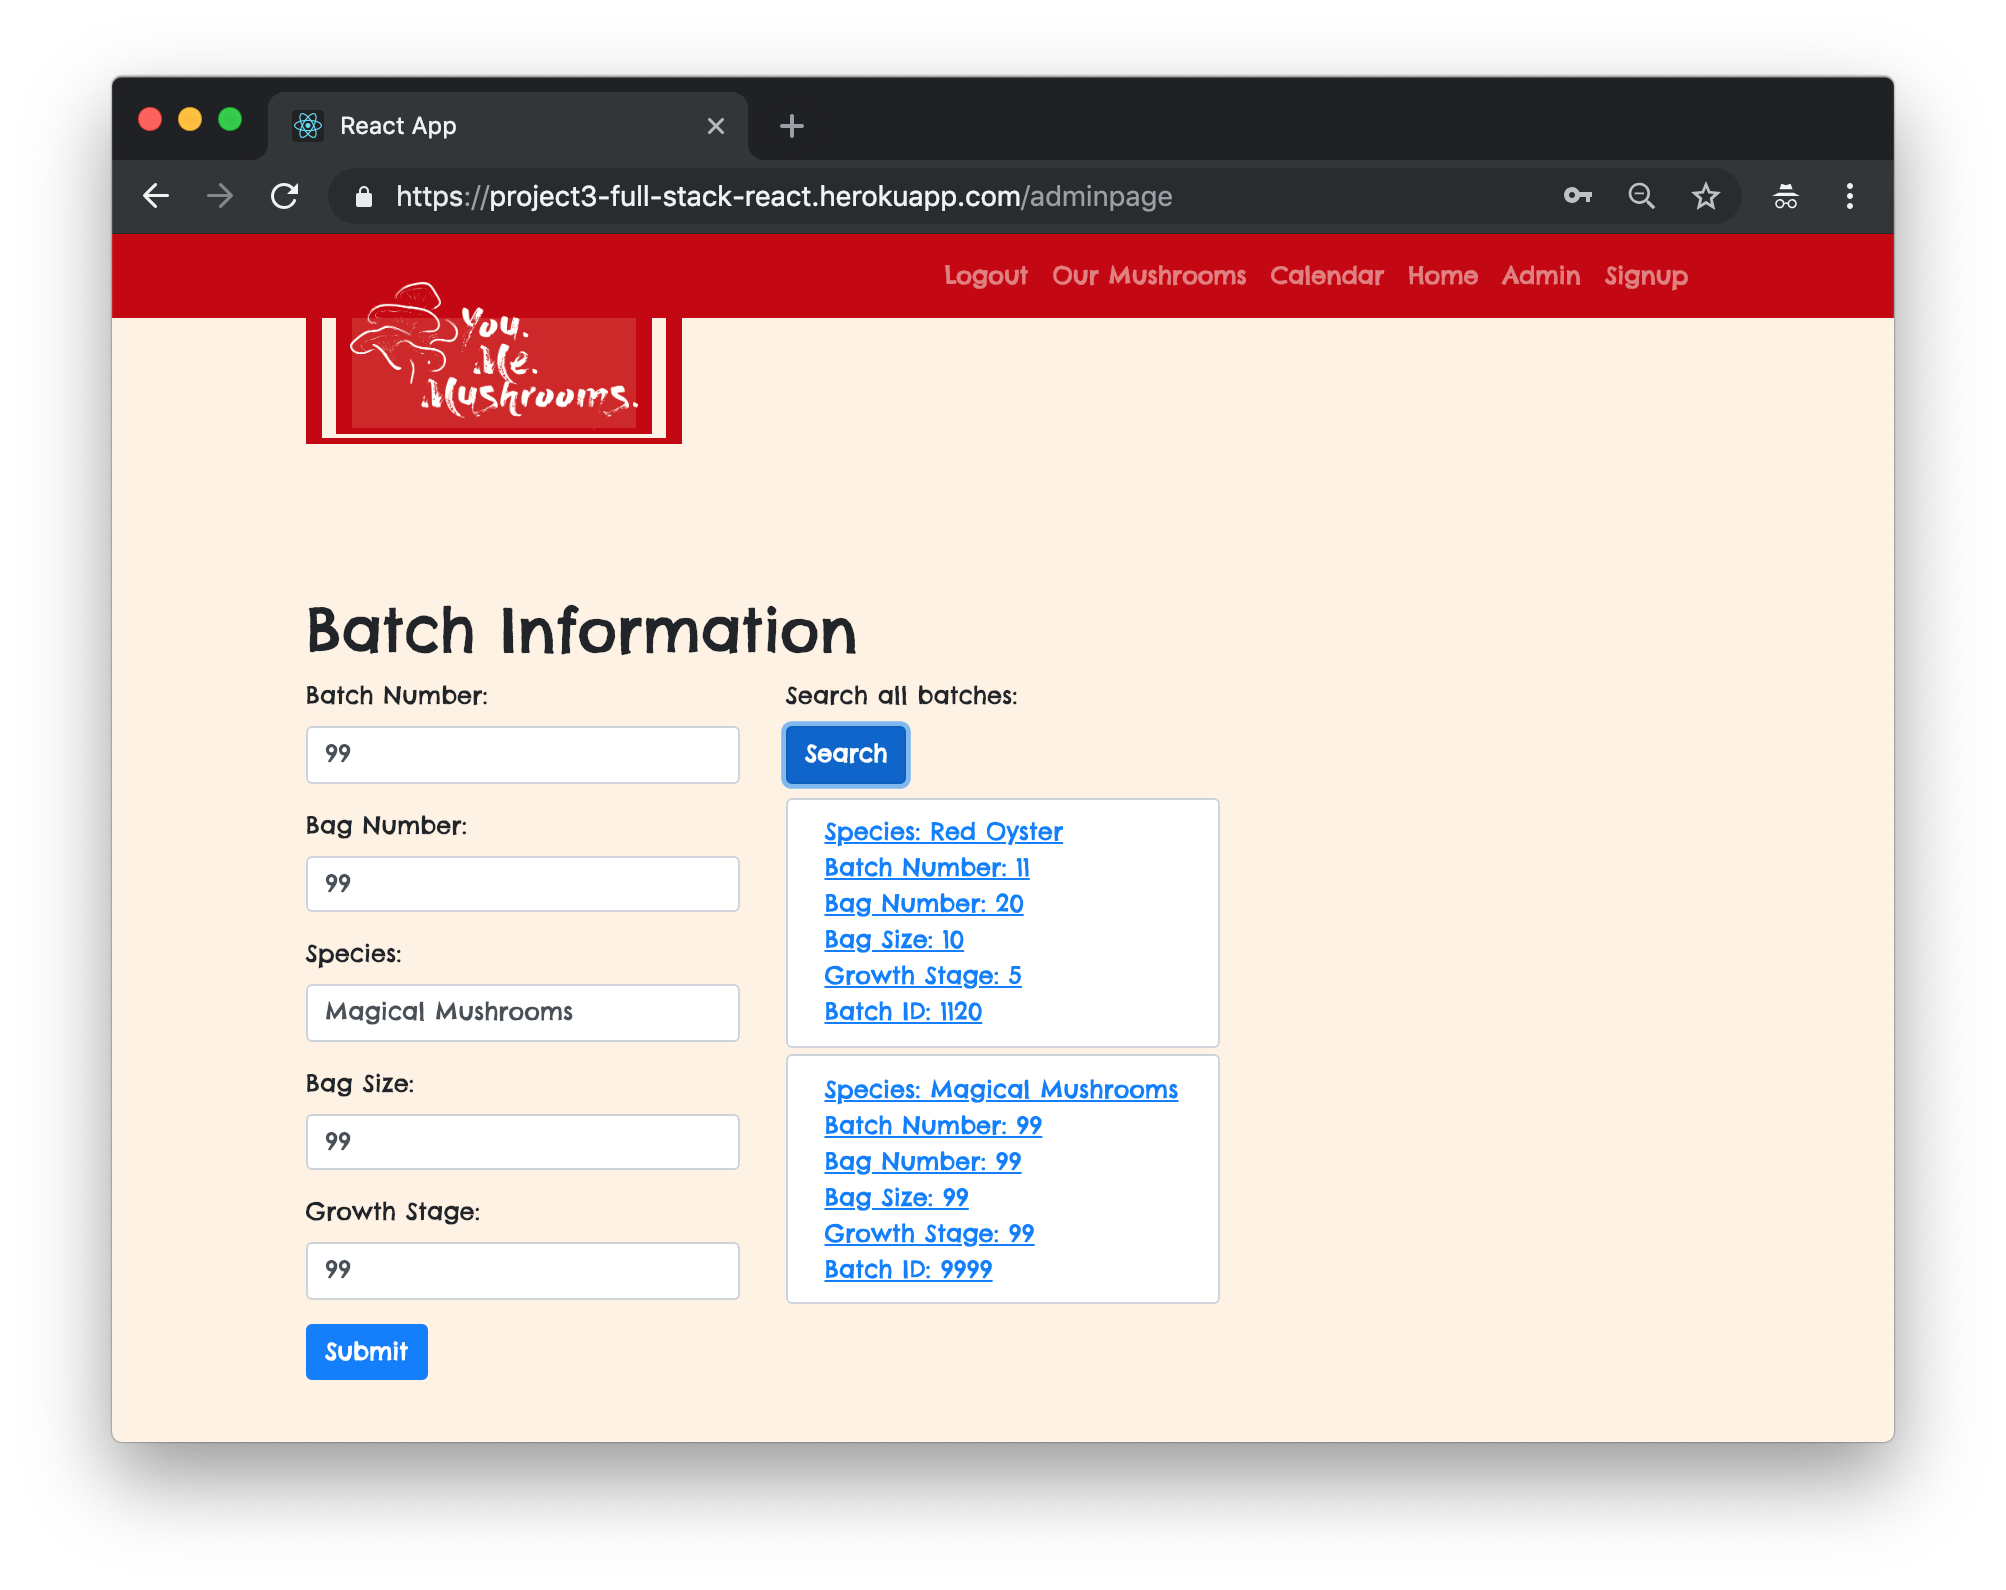 React App
https://project3-full-stack-react.herokuapp.com/adminpage
Logout Our Mushrooms Calendar Home Admin Signup
You.
Me.
Mushrooms.
Batch Information
Batch Number:
99
Bag Number:
99
Species:
Magical Mushrooms
Bag Size:
99
Growth Stage:
99
Submit
Search all batches:
Search
Species: Red Oyster
Batch Number: 11
Bag Number: 20
Bag Size: 10
Growth Stage: 5
Batch ID: 1120
Species: Magical Mushrooms
Batch Number: 99
Bag Number: 99
Bag Size: 99
Growth Stage: 99
Batch ID: 9999